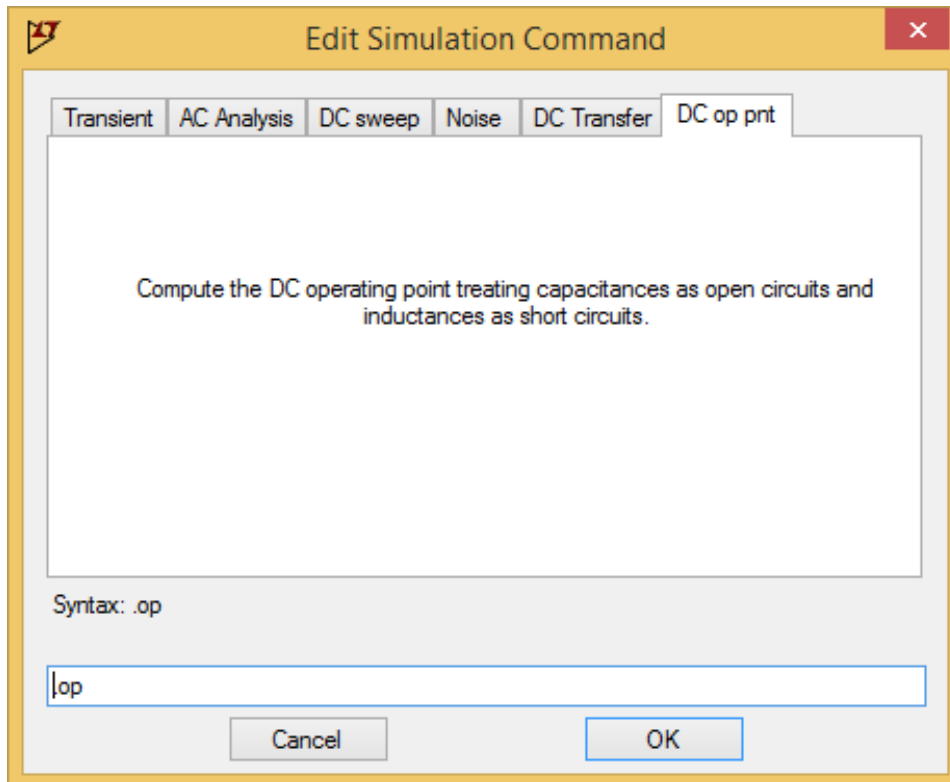 Edit Simulation Command
Transient AC Analysis DC sweep Noise DC Transfer DC op pnt
Compute the DC operating point treating capacitances as open circuits and
inductances as short circuits.
Syntax: .op
.op
Cancel OK